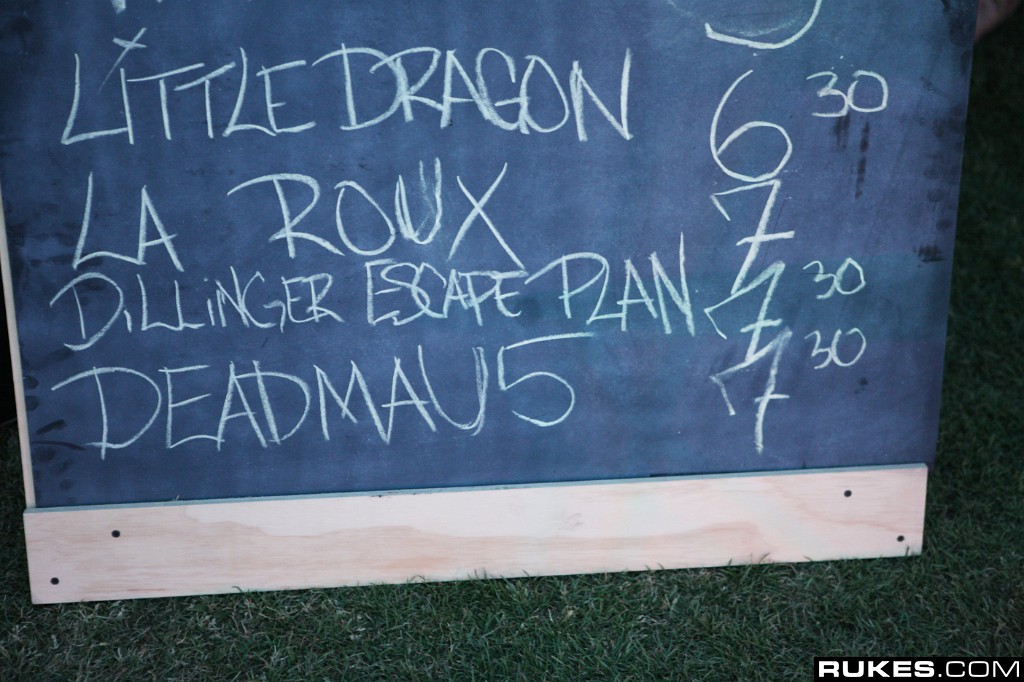 LITTLE DRAGON 6 30
LA ROUX 7
DILLINGER ESCAPE PLAN 7 30
DEADMAU5 7 30
RUKES.COM